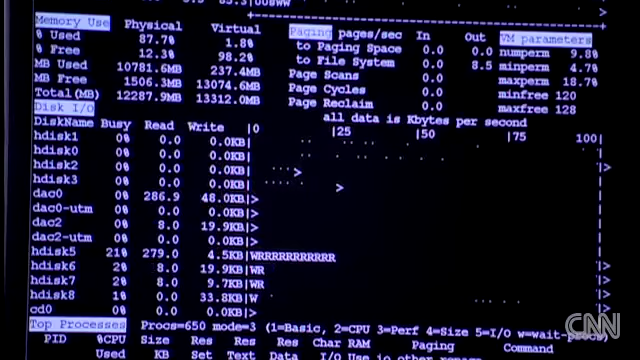 Memory Use Physical Virtual Paging pages/sec In Out VM parameters
% Used 87.7% 1.8% to Paging Space 0.0 0.0 numperm 9.8%
% Free 12.3% 98.2% to File System 0.0 8.5 minperm 4.7%
MB Used 10781.6MB 237.4MB Page Scans 0.0 maxperm 18.7%
MB Free 1506.3MB 13074.6MB Page Cycles 0.0 minfree 120
Total(MB) 12287.9MB 13312.0MB Page Reclaim 0.0 maxfree 128
Disk I/O all data is Kbytes per second
DiskName Busy Read Write |0 |25 |50 |75 100|
hdisk1 0% 0.0 0.0KB|
hdisk0 0% 0.0 0.0KB| >|
hdisk2 0% 0.0 0.0KB| >
hdisk3 0% 0.0 0.0KB| >
dac0 0% 286.9 48.0KB|>
dac0-utm 0% 0.0 0.0KB|>
dac2 0% 8.0 19.9KB|>
dac2-utm 0% 0.0 0.0KB|>
hdisk5 21% 279.0 4.5KB|WRRRRRRRRRRR
hdisk6 2% 8.0 19.9KB|WR |>
hdisk7 2% 8.0 9.7KB|WR |>
hdisk8 1% 0.0 33.8KB|W |>
cd0 0% 0.0 0.0KB|> |>
Top Processes Procs=650 mode=3 (1=Basic, 2=CPU 3=Perf 4=Size 5=I/O w=wait-procs)
PID %CPU Size Res Res Res Char RAM Paging Command
Used KB Set Text Data I/O Use io other repage
CNN